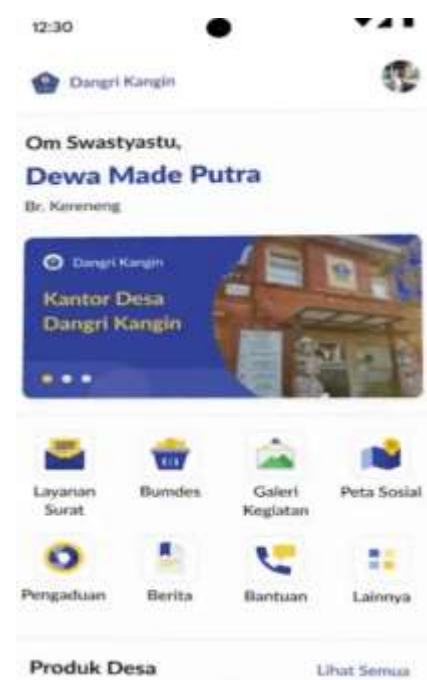 12:30
Dangri Kangin
Om Swastyastu,
Dewa Made Putra
Br. Kereneng
Dangri Kangin
Kantor Desa
Dangri Kangin
Layanan Surat
Bumdes
Galeri Kegiatan
Peta Sosial
Pengaduan
Berita
Bantuan
Lainnya
Produk Desa
Lihat Semua